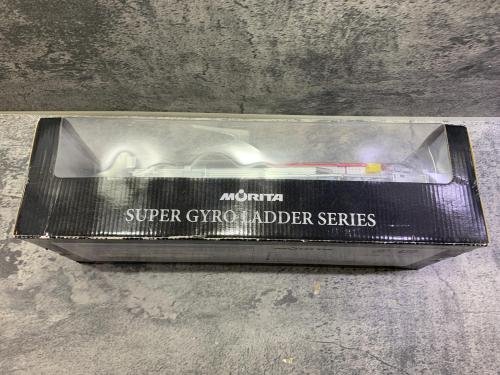 MORITA
SUPER GYRO LADDER SERIES